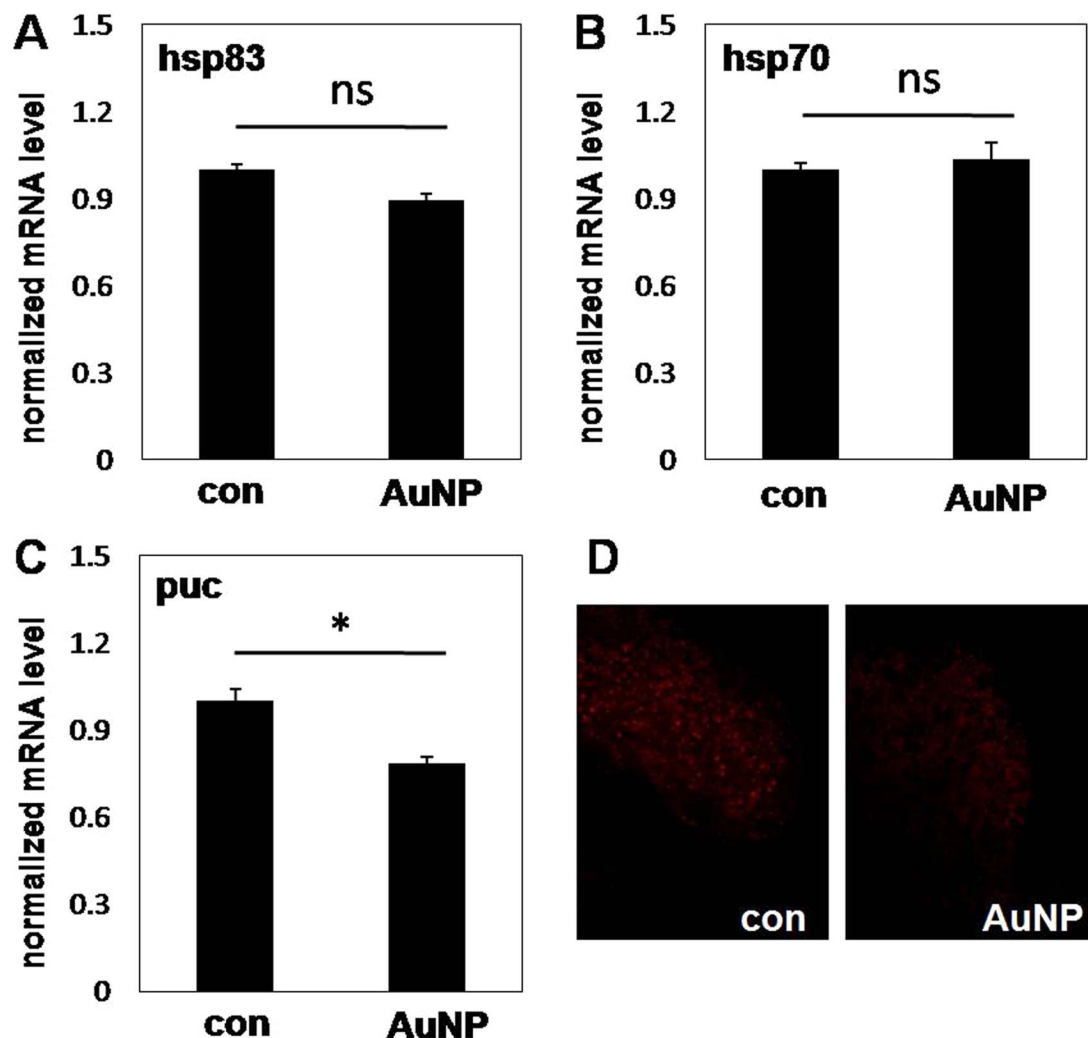 A
normalized mRNA level
1.5
1.2
0.9
0.6
0.3
0
hsp83
ns
con AuNP
B
normalized mRNA level
1.5
1.2
0.9
0.6
0.3
0
hsp70
ns
con AuNP
C
normalized mRNA level
1.5
1.2
0.9
0.6
0.3
0
puc
*
con AuNP
D
con
AuNP